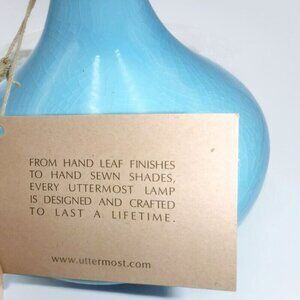 FROM HAND LEAF FINISHES
TO HAND SEWN SHADES,
EVERY UTTERMOST LAMP
IS DESIGNED AND CRAFTED
TO LAST A LIFETIME.
www.uttermost.com